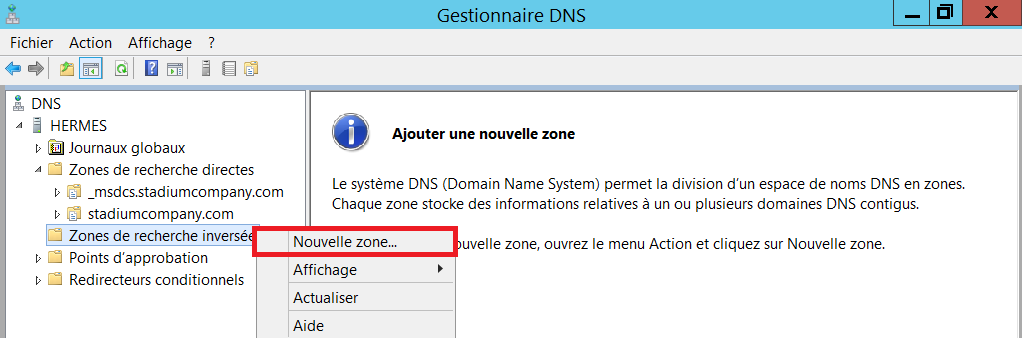 Gestionnaire DNS
Fichier Action Affichage ?
DNS
HERMES
Journaux globaux
Zones de recherche directes
_msdcs.stadiumcompany.com
stadiumcompany.com
Zones de recherche inversée
Points d'approbation
Redirecteurs conditionnels
Ajouter une nouvelle zone
Le système DNS (Domain Name System) permet la division d'un espace de noms DNS en zones.
Chaque zone stocke des informations relatives à un ou plusieurs domaines DNS contigus.
ouvelle zone, ouvrez le menu Action et cliquez sur Nouvelle zone.
Nouvelle zone...
Affichage
Actualiser
Aide